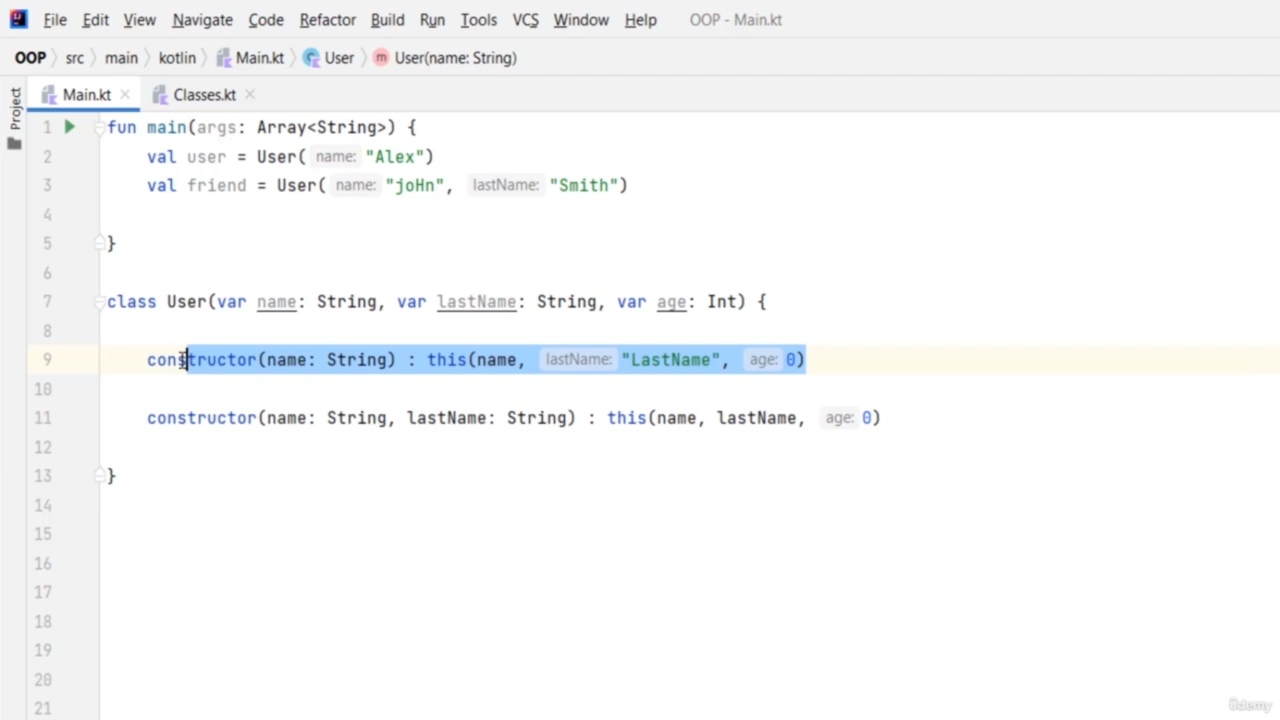 File Edit View Navigate Code Refactor Build Run Tools VCS Window Help OOP - Main.kt
OOP src main kotlin Main.kt User m User(name: String)
Project
Main.kt Classes.kt
1 fun main(args: Array<String>) {
2 val user = User( name: "Alex")
3 val friend = User( name: "joHn", lastName: "Smith")
4
5 }
6
7 class User(var name: String, var lastName: String, var age: Int) {
8
9 constructor(name: String) : this(name, lastName: "LastName", age: 0)
10
11 constructor(name: String, lastName: String) : this(name, lastName, age: 0)
12
13 }
14
15
16
17
18
19
20
21
Udemy